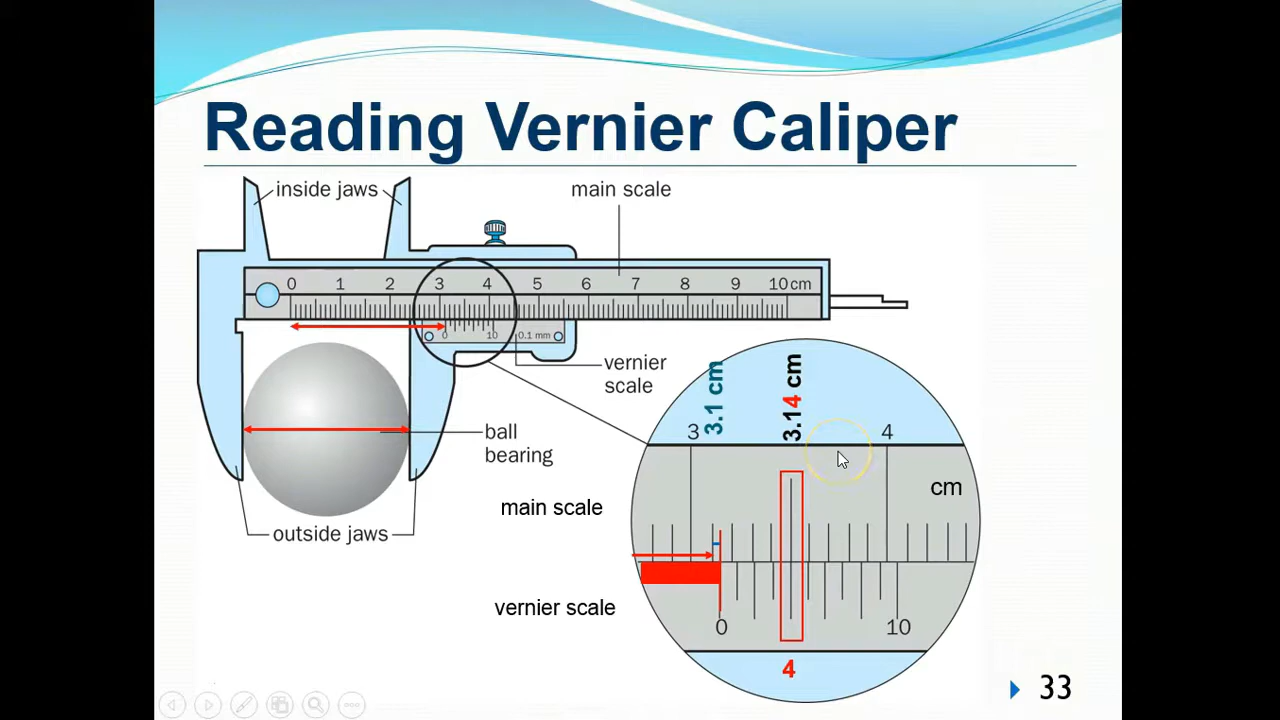 Reading Vernier Caliper
inside jaws
main scale
0 1 2 3 4 5 6 7 8 9 10 cm
0 10 0.1 mm
vernier
scale
ball
bearing
outside jaws
3.1 cm
3.14 cm
3 4
cm
main scale
vernier scale
0 10
4
33